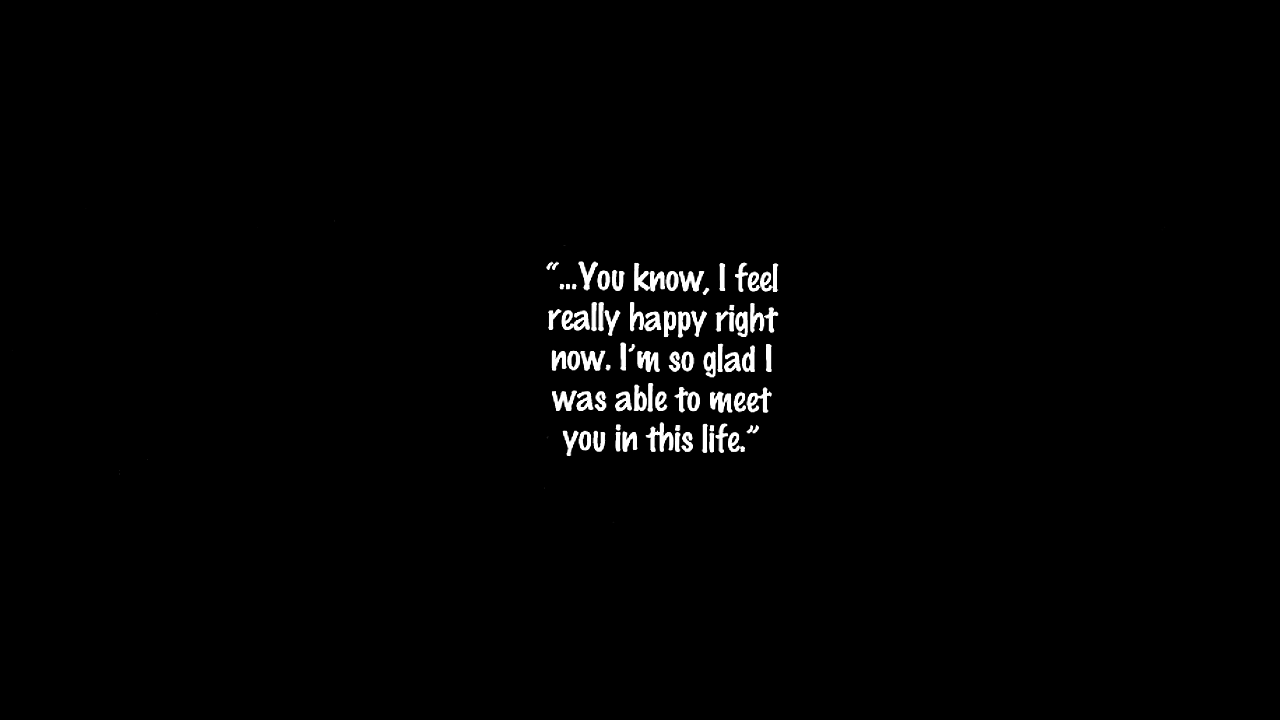 “...You know, I feel
really happy right
now. I’m so glad I
was able to meet
you in this life.”